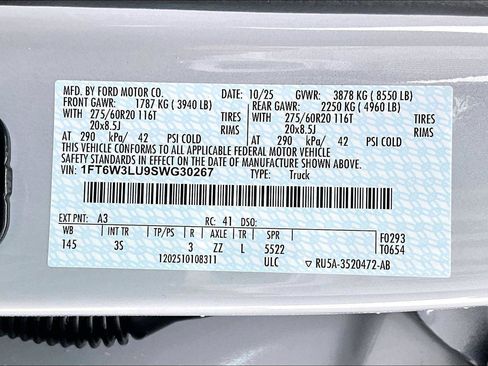 MFD. BY FORD MOTOR CO. 10/25 GVWR: 3878 KG ( 8550 LB)
FRONT GAWR: 1787 KG ( 3940 LB) REAR GAWR: 2250 KG ( 4960 LB)
275/60R20 116T TIRES 275/60R20 116T TIRES
20x8.5J RIMS 20x8.5J RIMS
AT 290 kPa/ 42 PSI COLD AT 290 kPa/ 42 PSI COLD
THIS VEHICLE CONFORMS TO ALL APPLICABLE FEDERAL MOTOR VEHICLE
SAFETY STANDARDS IN EFFECT ON THE DATE OF MANUFACTURE SHOWN ABOVE.
VIN: 1FT6W3LU9SWG30267 TYPE: Truck
EXT PNT: A3 RC: 41 DSO: F0293
WB INT TR TP/PS R AXLE TR SPR T0654
145 3S 3 ZZ L 5522
1202510108311 ULC ▽ RU5A-3520472-AB